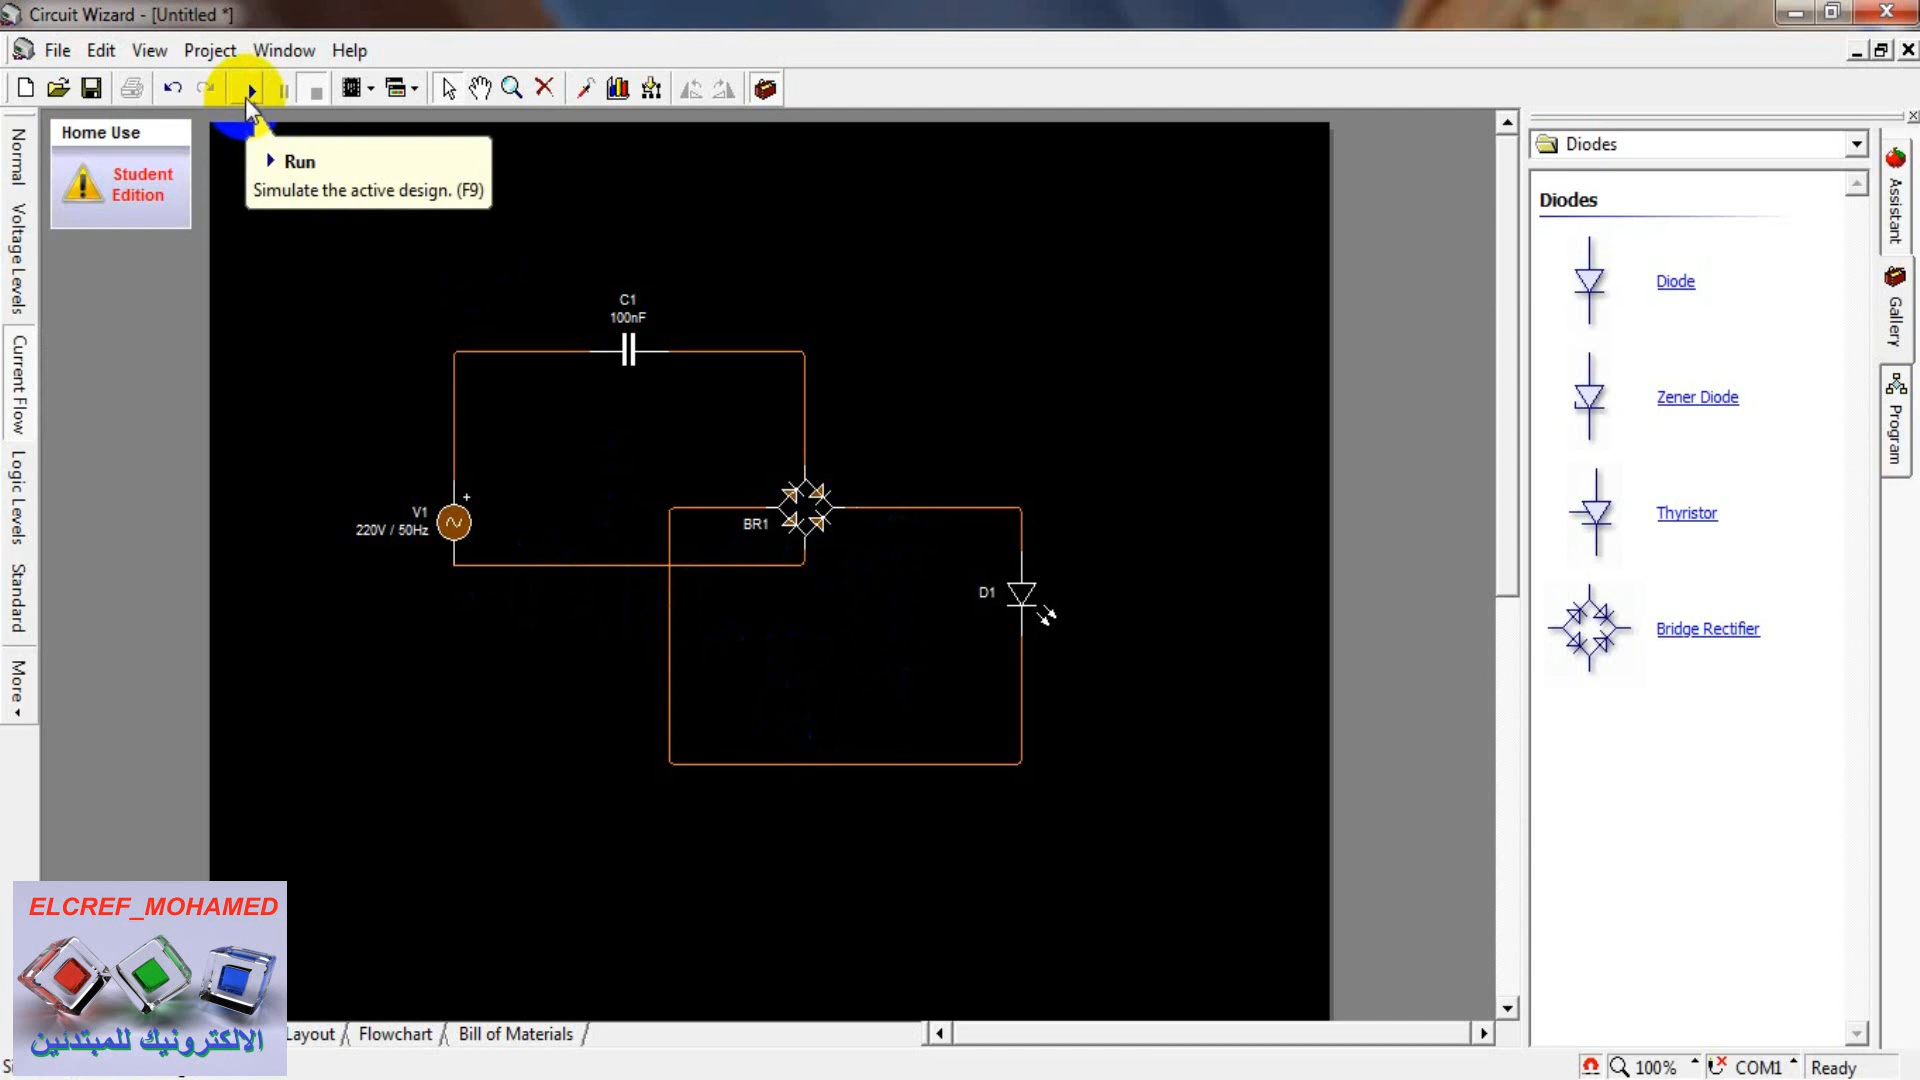 Circuit Wizard - [Untitled *]
File Edit View Project Window Help
Home Use
Student
Edition
Run
Simulate the active design. (F9)
Normal
Voltage Levels
Current Flow
Logic Levels
Standard
More
C1
100nF
V1
220V / 50Hz
+
BR1
D1
Diodes
Diodes
Diode
Zener Diode
Thyristor
Bridge Rectifier
Assistant
Gallery
Program
ELCREF_MOHAMED
الالكترونيك للمبتدئين
Layout Flowchart Bill of Materials
100% COM1 Ready